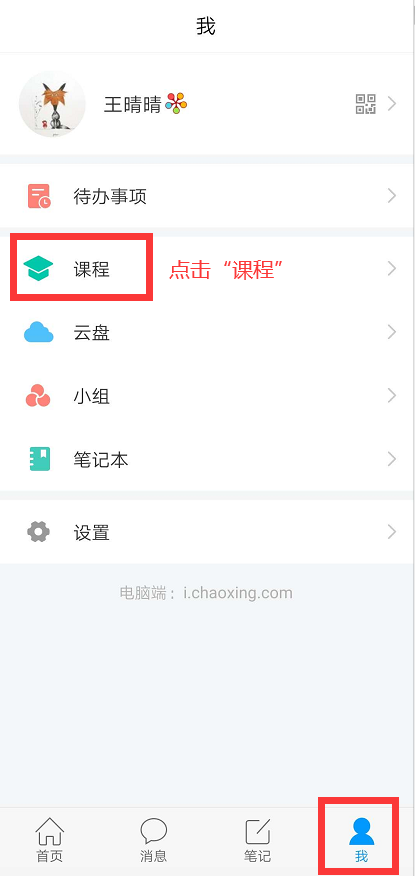 我
王晴晴
待办事项
课程
点击“课程”
云盘
小组
笔记本
设置
电脑端：i.chaoxing.com
首页
消息
笔记
我